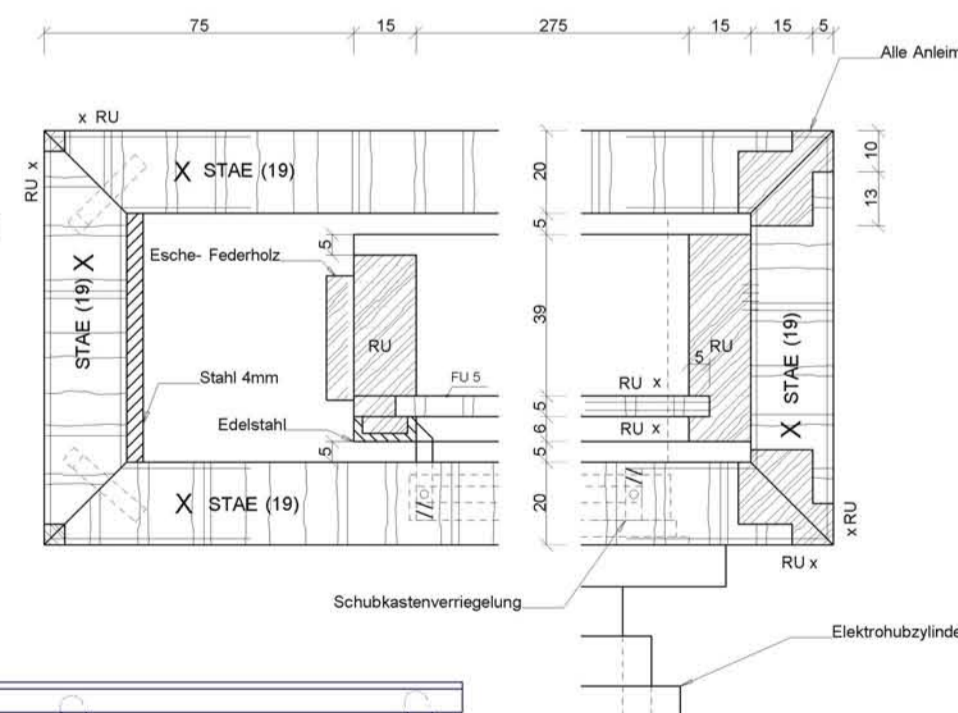 75 15 275 15 15 5
Alle Anleim
x RU
RU x
X STAE (19)
20
10
13
5
5
Esche- Federholz
STAE (19) X
39
RU
RU
5
X STAE (19)
Stahl 4mm
FU 5
RU x
5
Edelstahl
RU x
6
5
5
X STAE (19)
20
x RU
RU x
Schubkastenverriegelung
Elektrohubzylinde